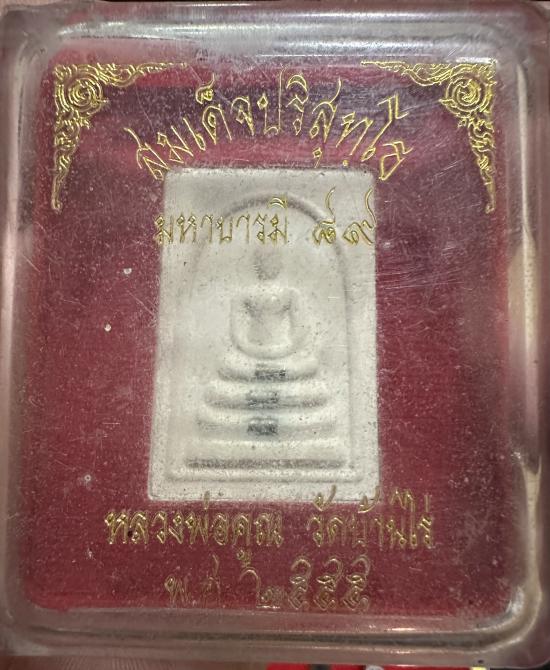 สมเด็จปริสุทฺโธ
มหาบารมี ๘๙
หลวงพ่อคูณ วัดบ้านไร่
พ.ศ ๒๕๕๕